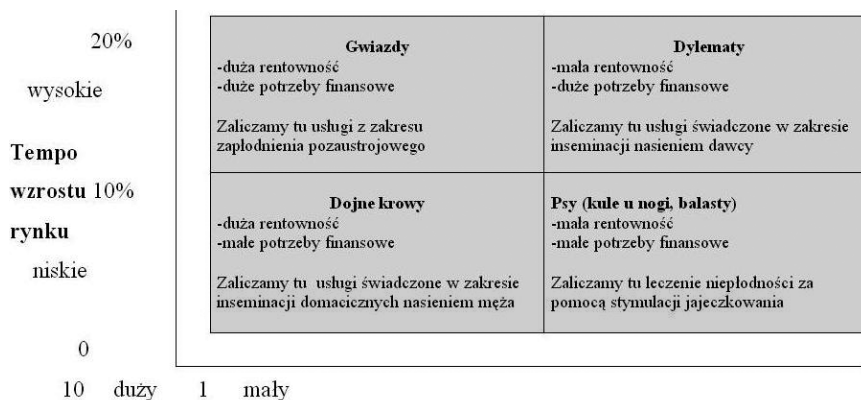 20%
wysokie
Tempo
wzrostu 10%
rynku
niskie
0
10 duży 1 mały
Gwiazdy
-duża rentowność
-duże potrzeby finansowe
Zaliczamy tu usługi z zakresu
zapłodnienia pozaustrojowego
Dylematy
-mała rentowność
-duże potrzeby finansowe
Zaliczamy tu usługi świadczone w zakresie
inseminacji nasieniem dawcy
Dojne krowy
-duża rentowność
-małe potrzeby finansowe
Zaliczamy tu usługi świadczone w zakresie
inseminacji domacicznych nasieniem męża
Psy (kule u nogi, balasty)
-mała rentowność
-małe potrzeby finansowe
Zaliczamy tu leczenie niepłodności za
pomocą stymulacji jajeczkowania